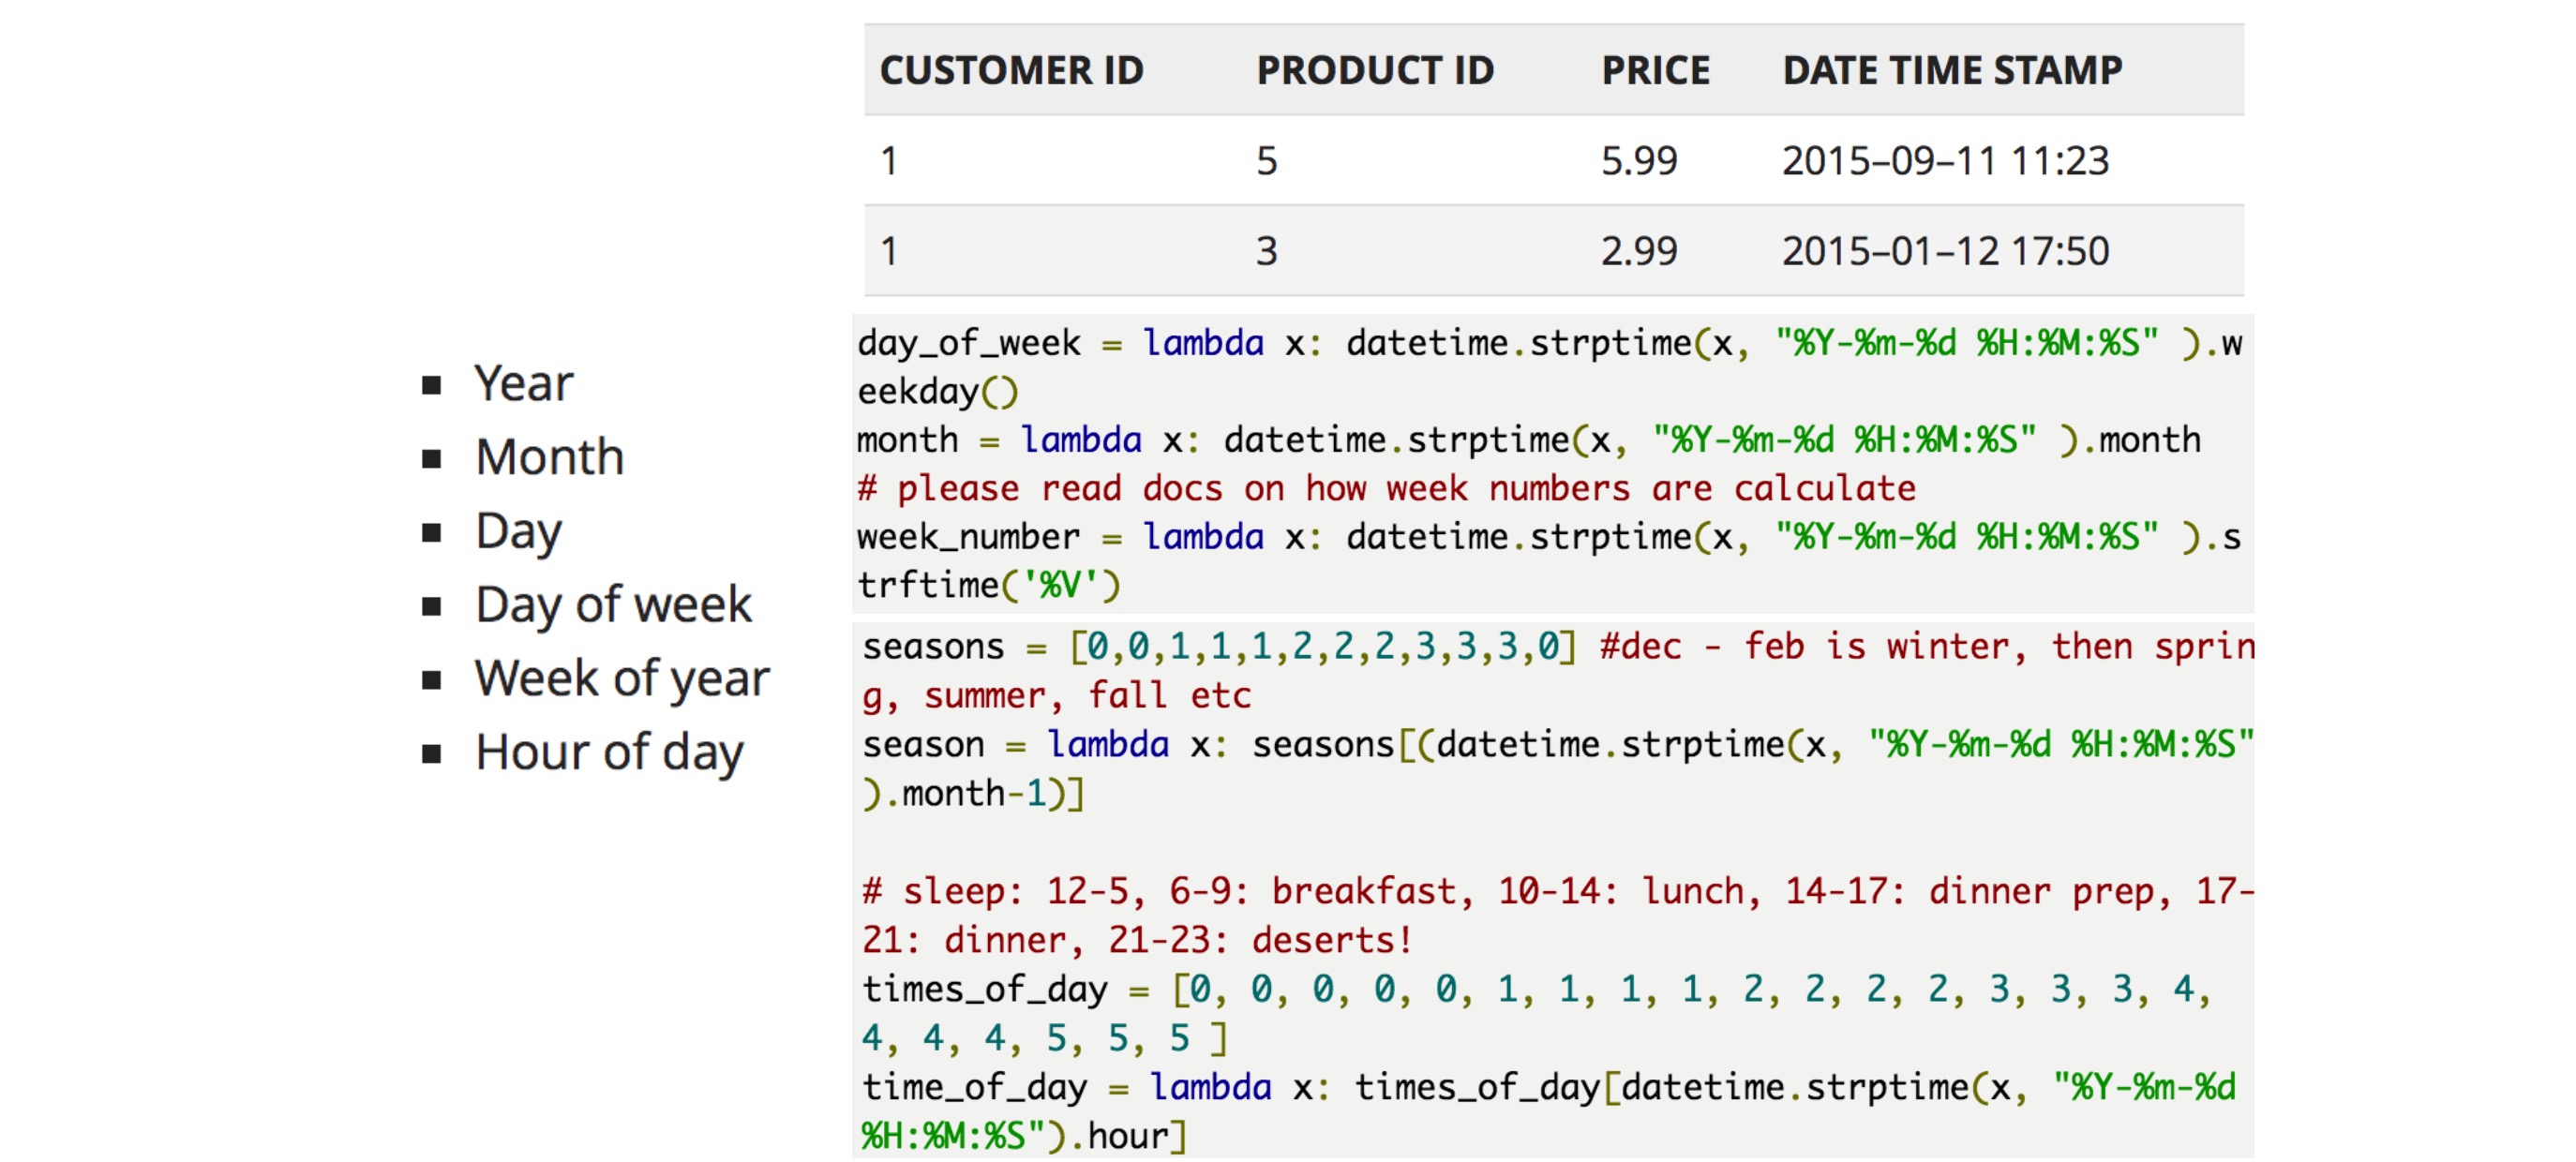 CUSTOMER ID PRODUCT ID PRICE DATE TIME STAMP
1 5 5.99 2015–09–11 11:23
1 3 2.99 2015–01–12 17:50
▪ Year
▪ Month
▪ Day
▪ Day of week
▪ Week of year
▪ Hour of day
day_of_week = lambda x: datetime.strptime(x, "%Y-%m-%d %H:%M:%S" ).w
eekday()
month = lambda x: datetime.strptime(x, "%Y-%m-%d %H:%M:%S" ).month
# please read docs on how week numbers are calculate
week_number = lambda x: datetime.strptime(x, "%Y-%m-%d %H:%M:%S" ).s
trftime('%V')
seasons = [0,0,1,1,1,2,2,2,3,3,3,0] #dec - feb is winter, then sprin
g, summer, fall etc
season = lambda x: seasons[(datetime.strptime(x, "%Y-%m-%d %H:%M:%S"
).month-1)]
# sleep: 12-5, 6-9: breakfast, 10-14: lunch, 14-17: dinner prep, 17-
21: dinner, 21-23: deserts!
times_of_day = [0, 0, 0, 0, 0, 1, 1, 1, 1, 2, 2, 2, 2, 3, 3, 3, 4,
4, 4, 4, 5, 5, 5 ]
time_of_day = lambda x: times_of_day[datetime.strptime(x, "%Y-%m-%d
%H:%M:%S").hour]